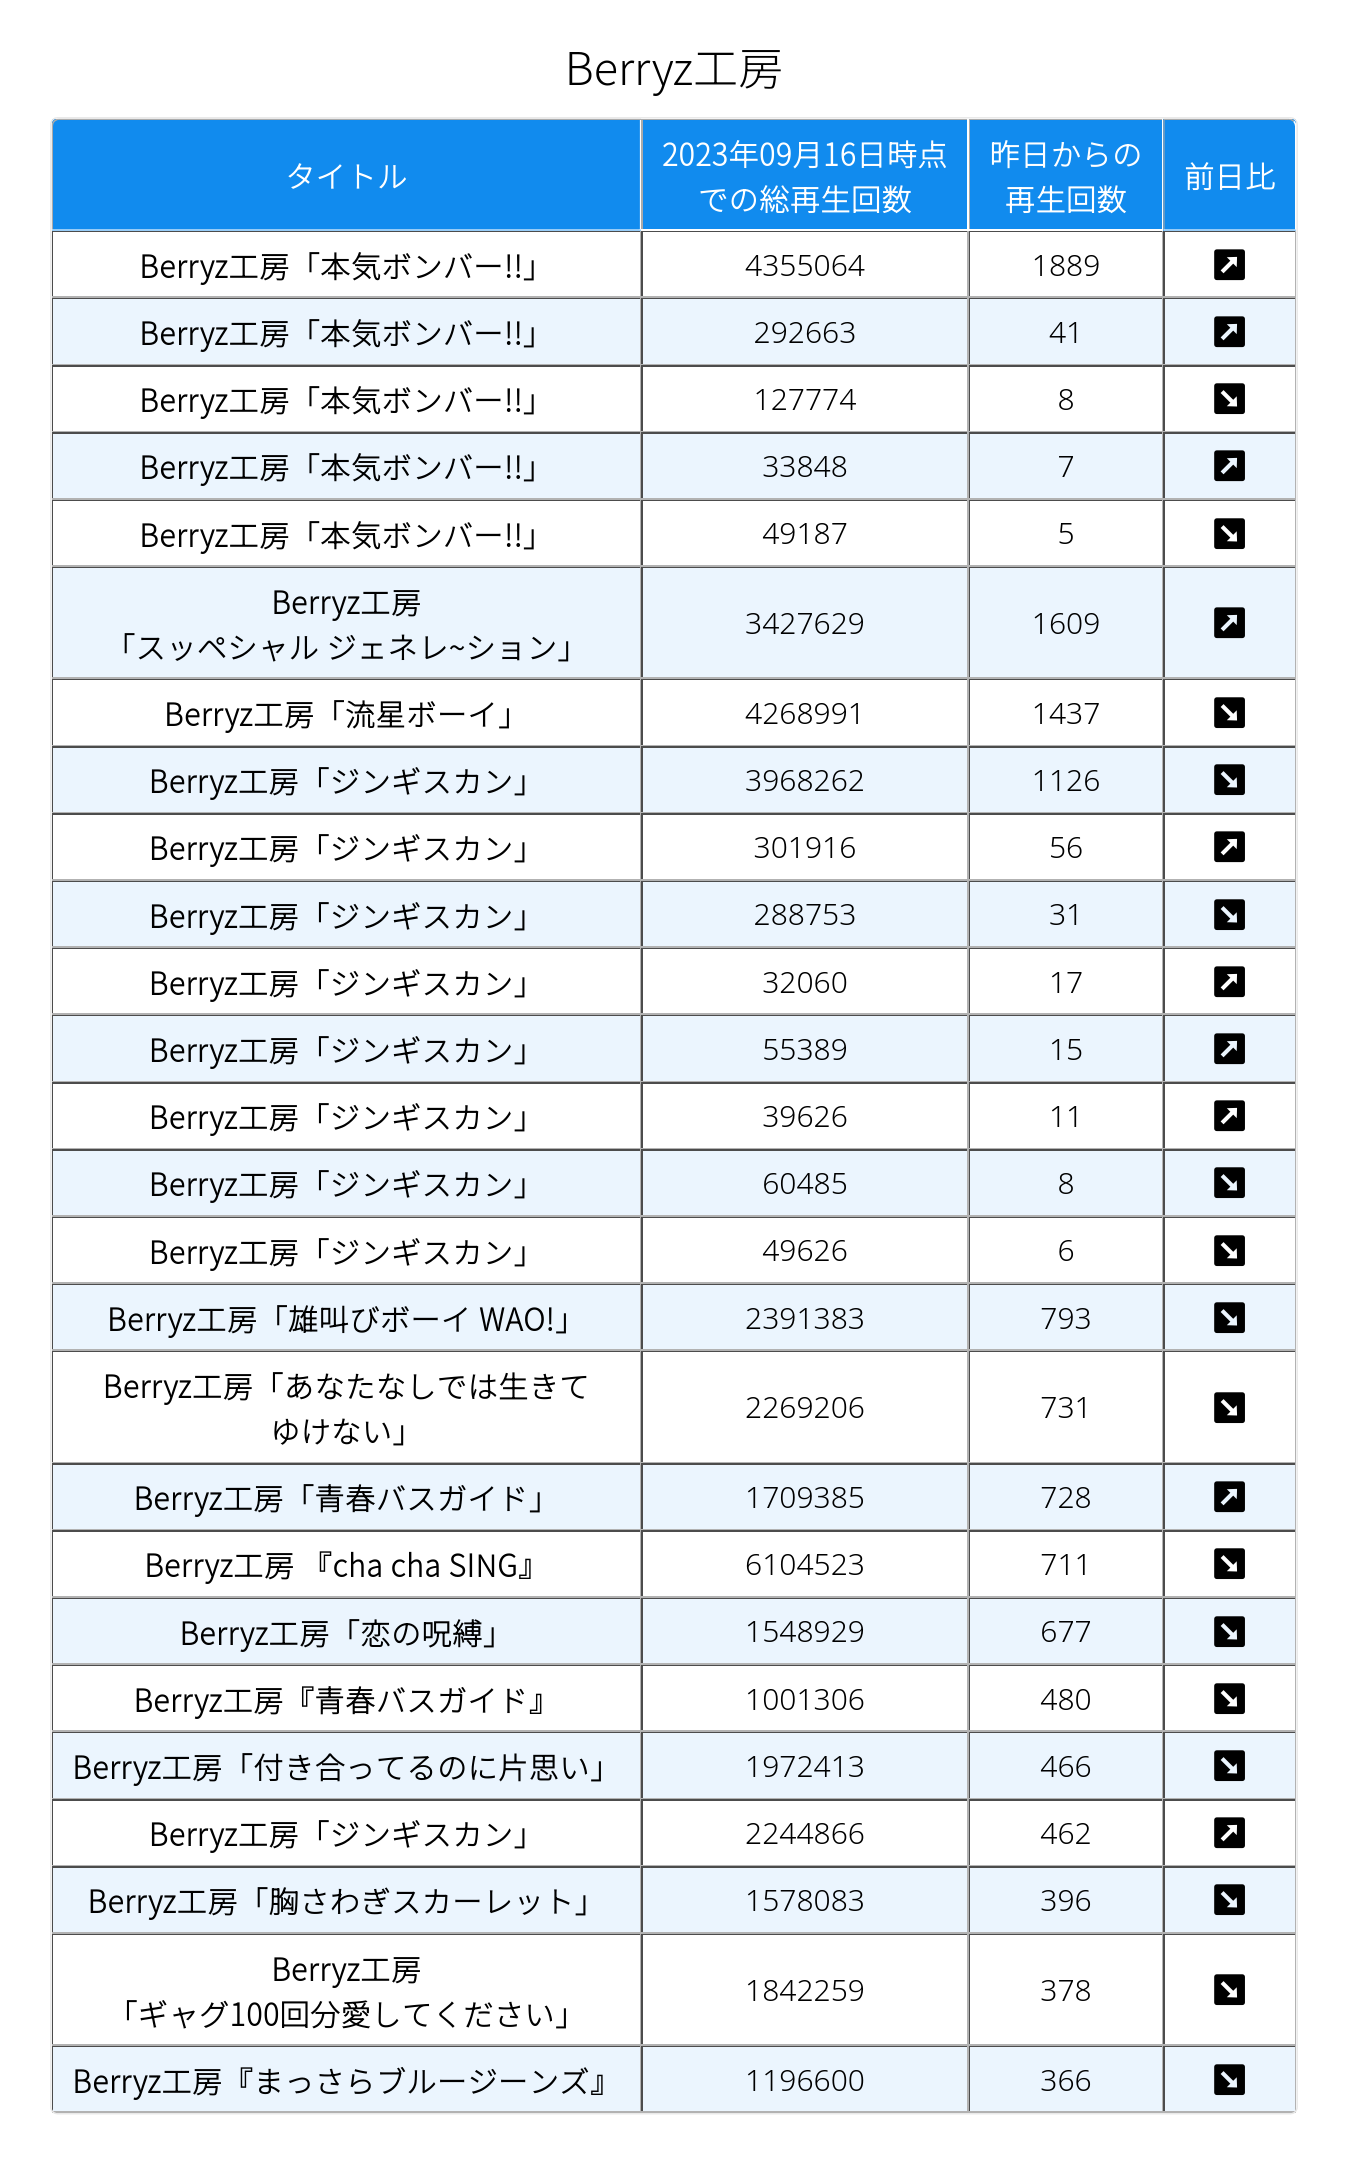 Berryz工房
タイトル
2023年09月16日時点
での総再生回数
昨日からの
再生回数
前日比
Berryz工房「本気ボンバー!!」 4355064 1889
Berryz工房「本気ボンバー!!」 292663 41
Berryz工房「本気ボンバー!!」 127774 8
Berryz工房「本気ボンバー!!」 33848 7
Berryz工房「本気ボンバー!!」 49187 5
Berryz工房
「スッペシャル ジェネレ~ション」 3427629 1609
Berryz工房「流星ボーイ」 4268991 1437
Berryz工房「ジンギスカン」 3968262 1126
Berryz工房「ジンギスカン」 301916 56
Berryz工房「ジンギスカン」 288753 31
Berryz工房「ジンギスカン」 32060 17
Berryz工房「ジンギスカン」 55389 15
Berryz工房「ジンギスカン」 39626 11
Berryz工房「ジンギスカン」 60485 8
Berryz工房「ジンギスカン」 49626 6
Berryz工房「雄叫びボーイ WAO!」 2391383 793
Berryz工房「あなたなしでは生きて
ゆけない」 2269206 731
Berryz工房「青春バスガイド」 1709385 728
Berryz工房 『cha cha SING』 6104523 711
Berryz工房「恋の呪縛」 1548929 677
Berryz工房『青春バスガイド』 1001306 480
Berryz工房「付き合ってるのに片思い」 1972413 466
Berryz工房「ジンギスカン」 2244866 462
Berryz工房「胸さわぎスカーレット」 1578083 396
Berryz工房
「ギャグ100回分愛してください」 1842259 378
Berryz工房『まっさらブルージーンズ』 1196600 366